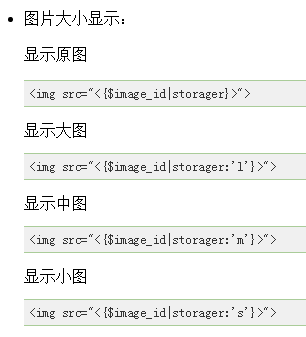 图片大小显示：
显示原图
<img src="<{$image_id|storager}>">
显示大图
<img src="<{$image_id|storager:'l'}>">
显示中图
<img src="<{$image_id|storager:'m'}>">
显示小图
<img src="<{$image_id|storager:'s'}>">